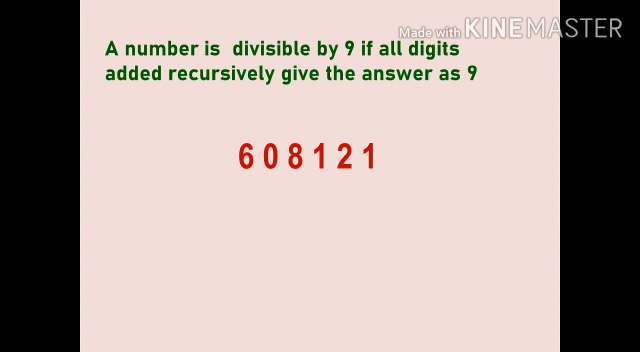 Made with KINEMASTER
A number is divisible by 9 if all digits
added recursively give the answer as 9
6 0 8 1 2 1